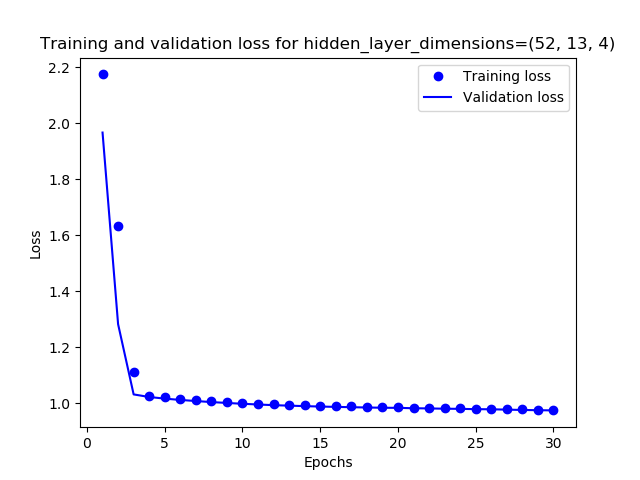 Training and validation loss for hidden_layer_dimensions=(52, 13, 4)
Training loss
Validation loss
2.2
2.0
1.8
1.6
1.4
1.2
1.0
Loss
0 5 10 15 20 25 30
Epochs